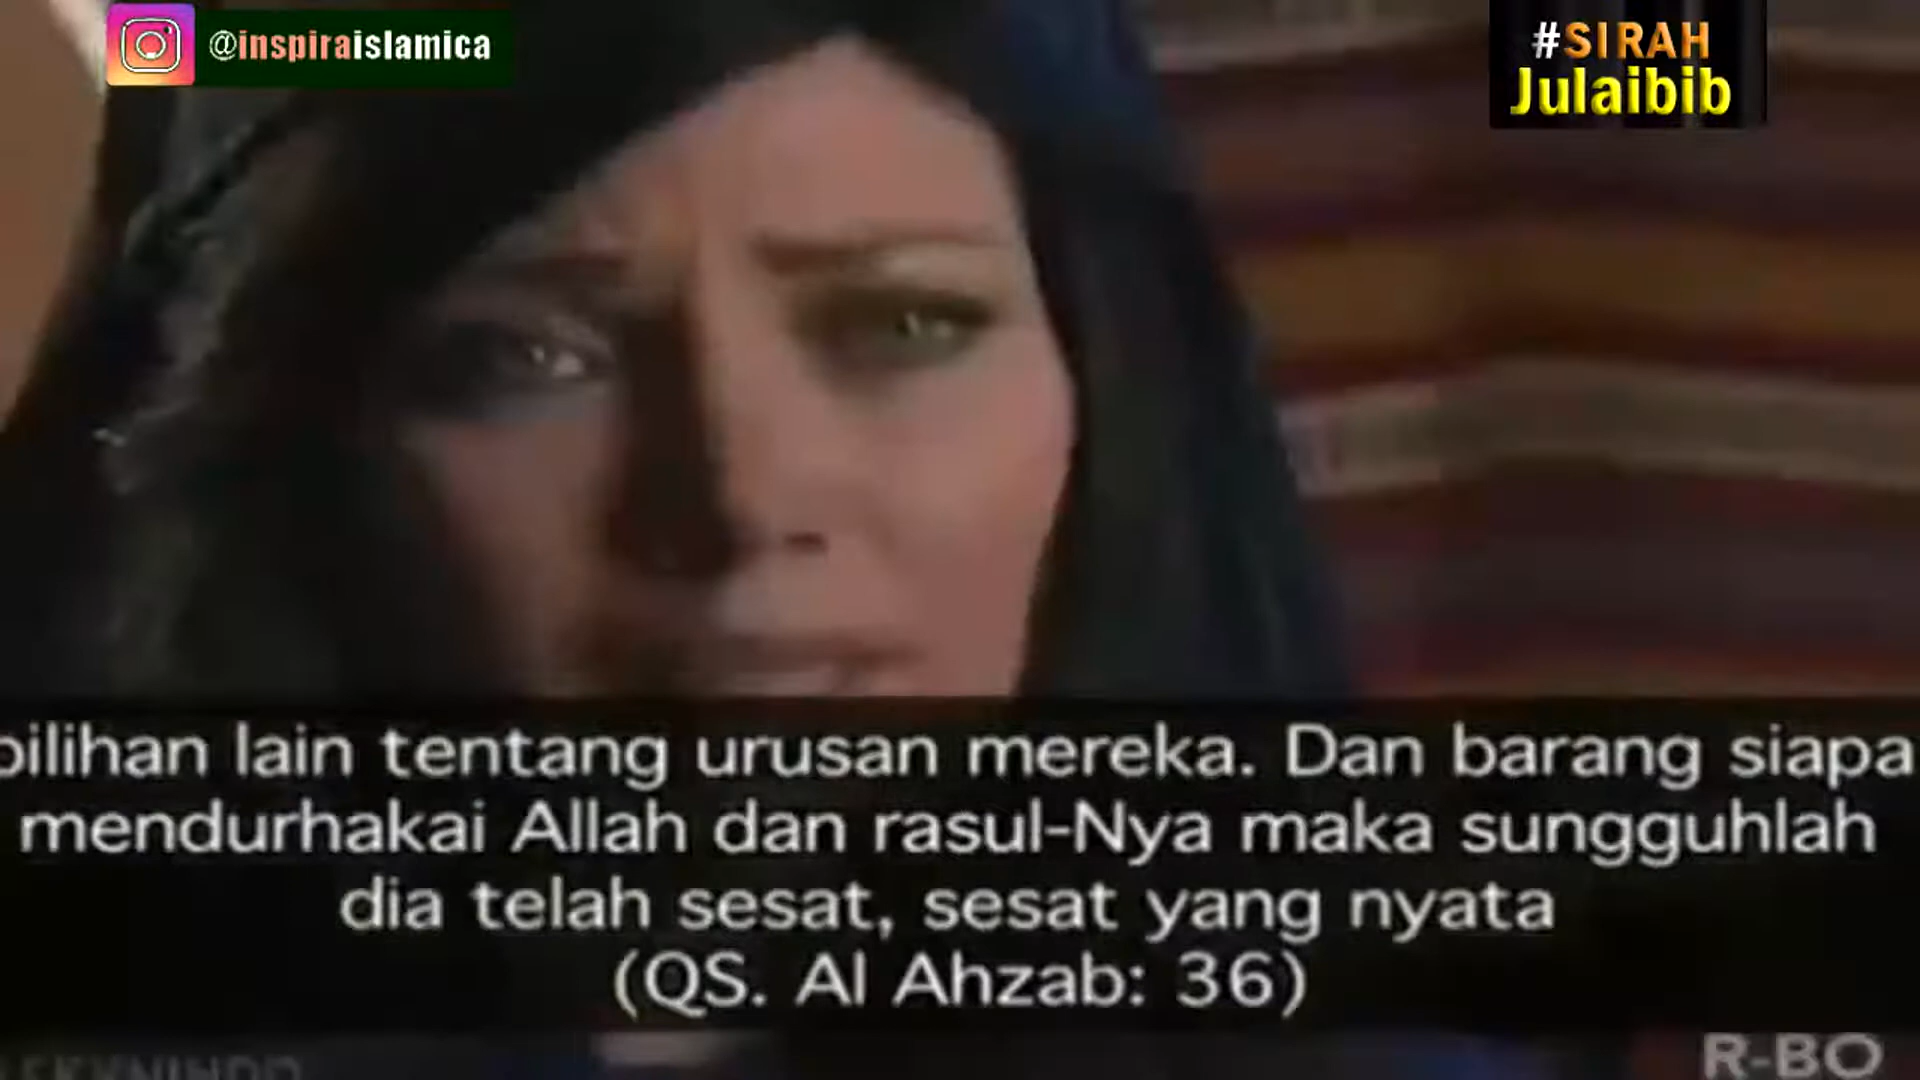 @inspiraislamica
#SIRAH
Julaibib
pilihan lain tentang urusan mereka. Dan barang siapa
mendurhakai Allah dan rasul-Nya maka sungguhlah
dia telah sesat, sesat yang nyata
(QS. Al Ahzab: 36)
R-BO